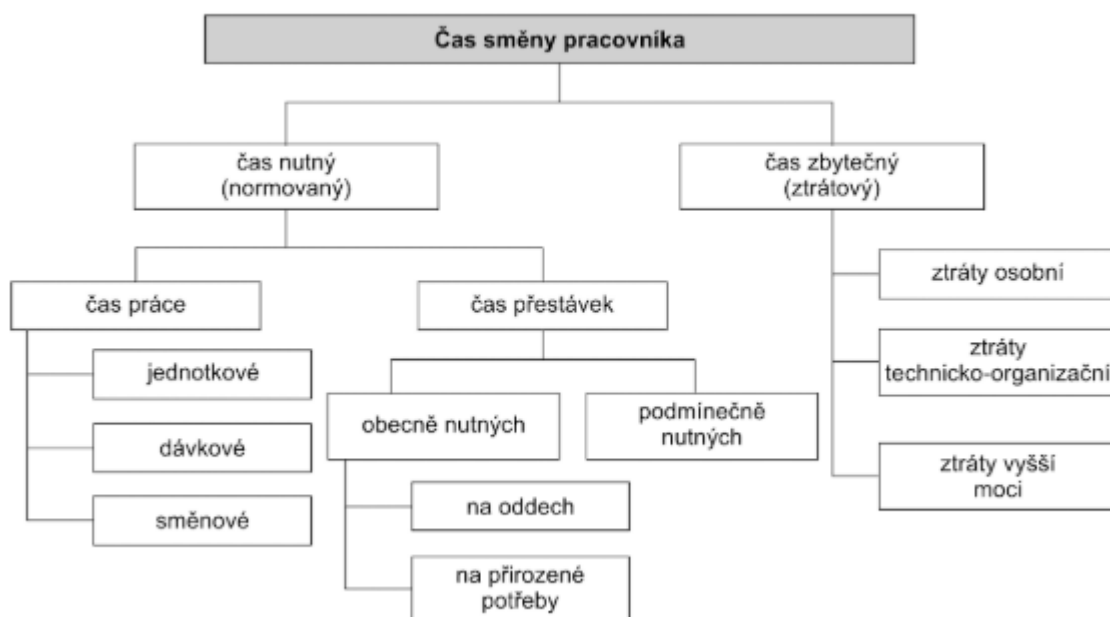 Čas směny pracovníka
čas nutný
(normovaný)
čas zbytečný
(ztrátový)
čas práce
čas přestávek
ztráty osobní
jednotkové
obecně nutných
podmínečně
nutných
ztráty
technicko-organizační
dávkové
směnové
na oddech
na přirozené
potřeby
ztráty vyšší
moci